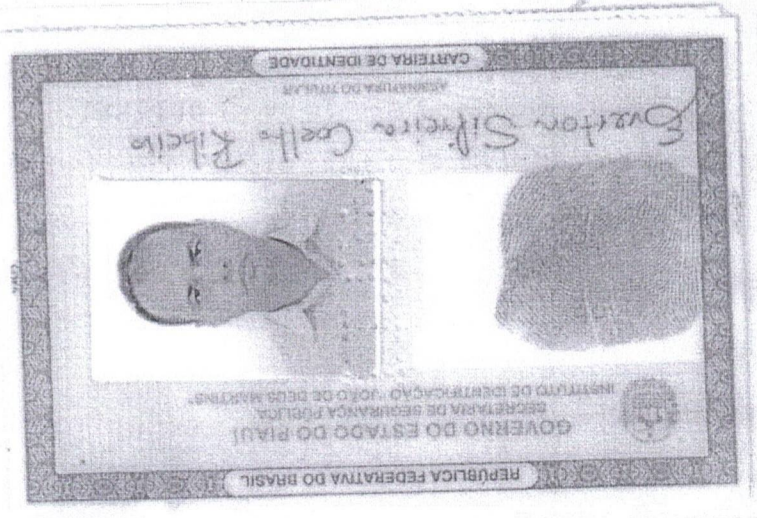 REPÚBLICA FEDERATIVA DO BRASIL
GOVERNO DO ESTADO DO PIAUÍ
SECRETARIA DE SEGURANÇA PÚBLICA
INSTITUTO DE IDENTIFICAÇÃO "JOÃO DE DEUS MARTINS"
Everton Silveira Coelho Ribeiro
ASSINATURA DO TITULAR
CARTEIRA DE IDENTIDADE